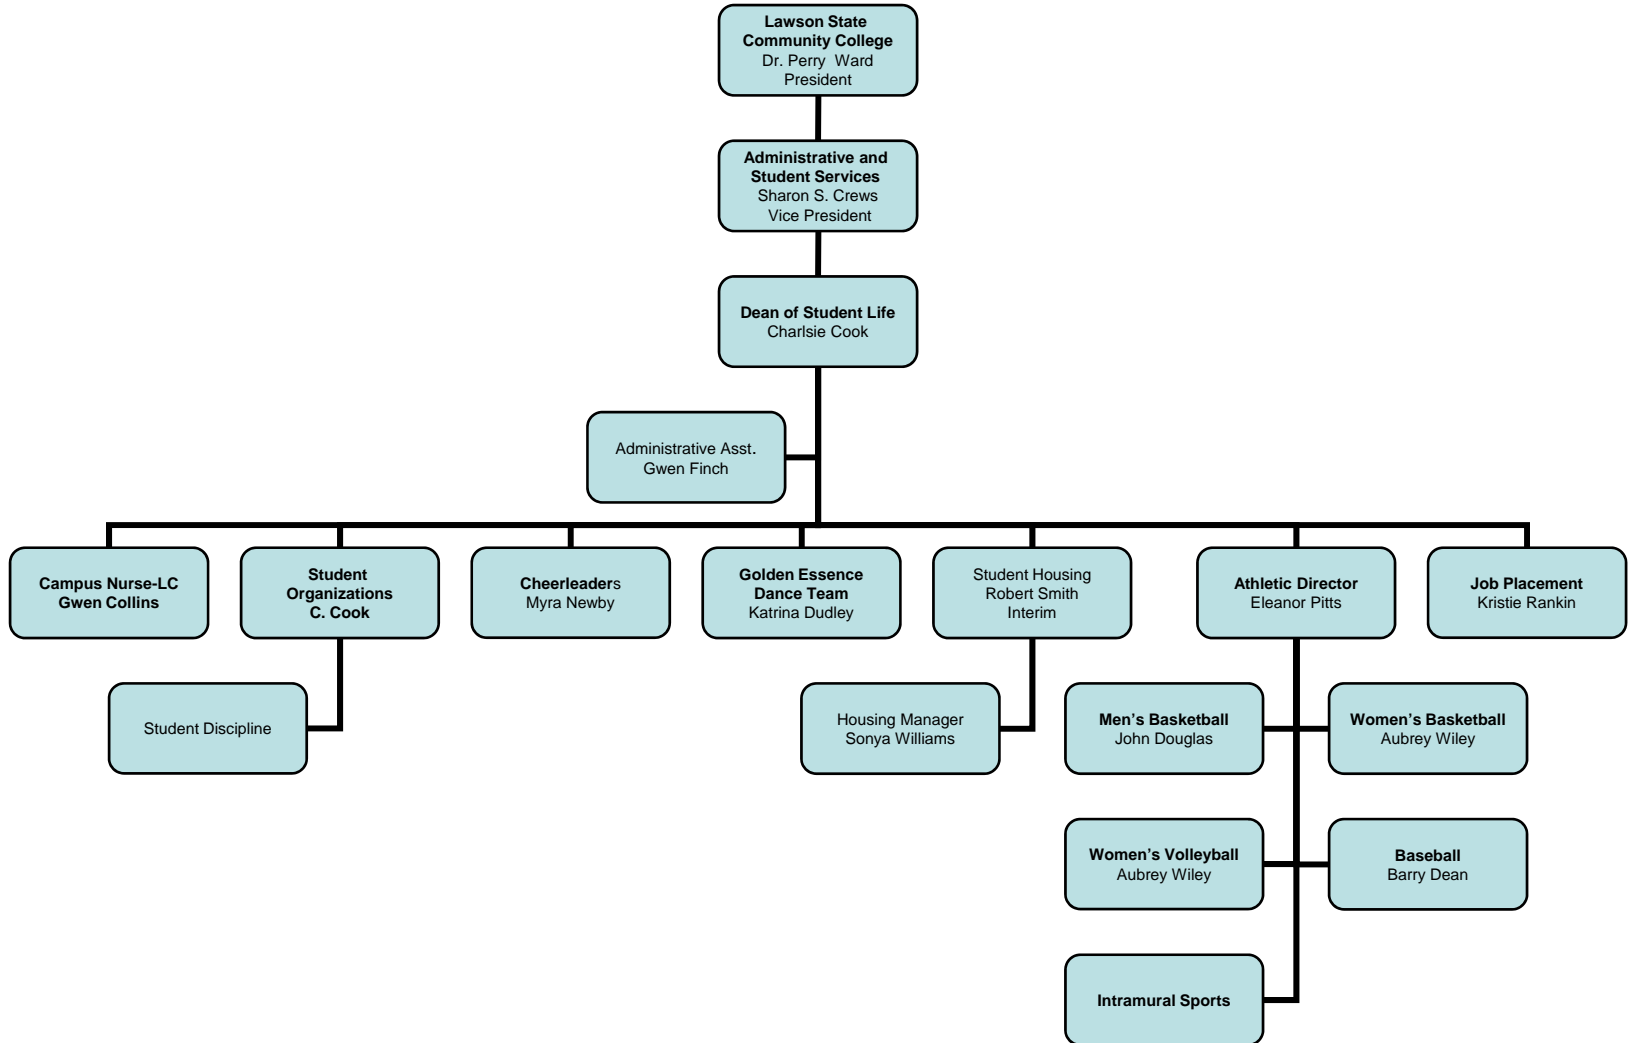 Lawson State
Community College
Dr. Perry  Ward
President
Administrative and
Student Services
Sharon S. Crews
Vice President
Dean of Student Life
Charlsie Cook
Administrative Asst.
Gwen Finch
Campus Nurse-LC
Gwen Collins
Student
Organizations
C. Cook
Cheerleaders
Myra Newby
Golden Essence
Dance Team
Katrina Dudley
Student Housing
Robert Smith
Interim
Athletic Director
Eleanor Pitts
Job Placement
Kristie Rankin
Student Discipline
Housing Manager
Sonya Williams
Men’s Basketball
John Douglas
Women’s Basketball
Aubrey Wiley
Women’s Volleyball
Aubrey Wiley
Baseball
Barry Dean
Intramural Sports